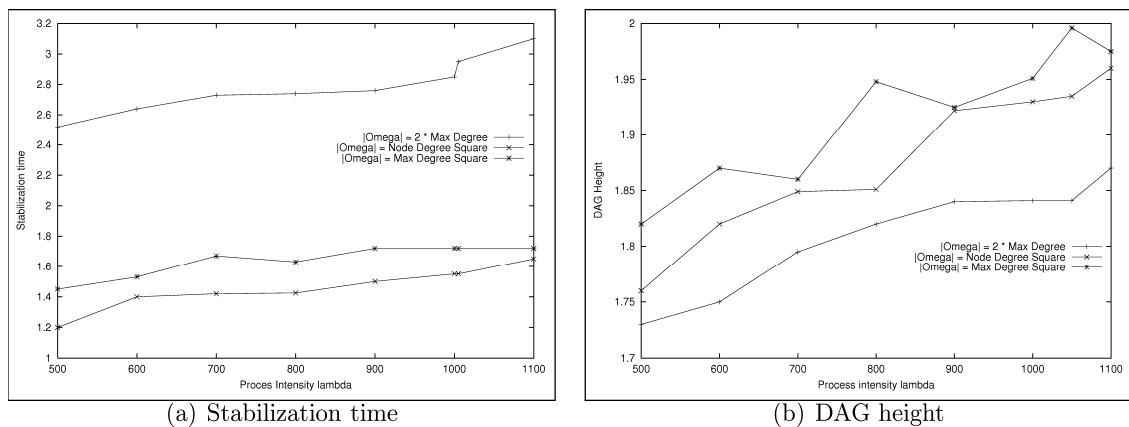 3.2
3
2.8
2.6
2.4
2.2
2
1.8
1.6
1.4
1.2
1
Stabilization time
|Omega| = 2 * Max Degree
|Omega| = Node Degree Square
|Omega| = Max Degree Square
500 600 700 800 900 1000 1100
Proces Intensity lambda
(a) Stabilization time
2
1.95
1.9
1.85
1.8
1.75
1.7
DAG Height
|Omega| = 2 * Max Degree
|Omega| = Node Degree Square
|Omega| = Max Degree Square
500 600 700 800 900 1000 1100
Process intensity lambda
(b) DAG height